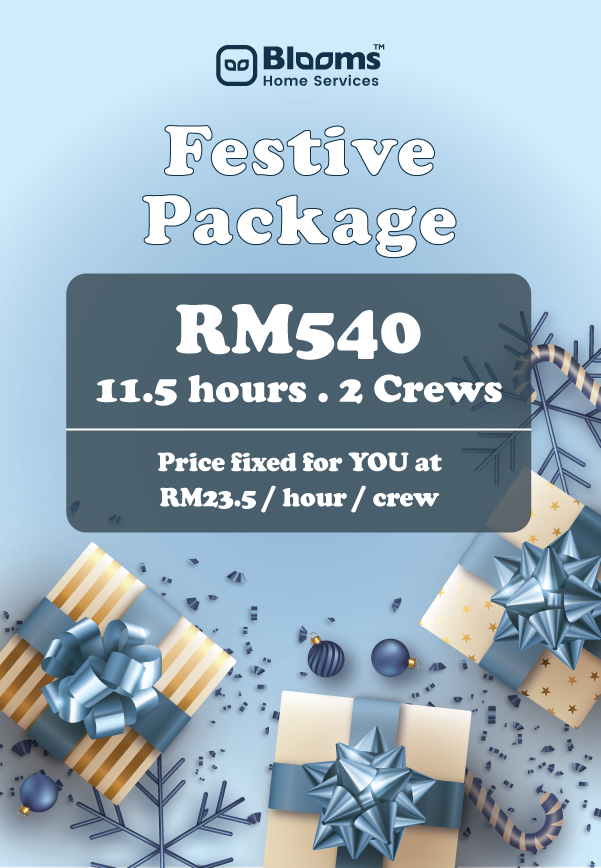 Blooms™
Home Services
Festive
Package
RM540
11.5 hours . 2 Crews
Price fixed for YOU at
RM23.5 / hour / crew